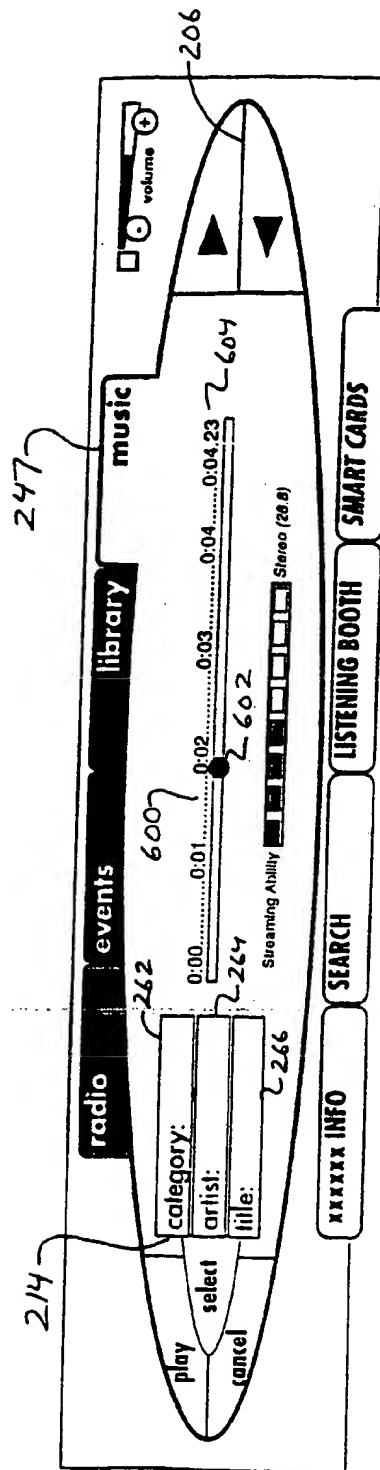 247
206
radio events library music
- + volume
214
262
600
play select cancel
category:
artist:
title:
264
266
0:00 0:01 0:02 0:03 0:04 0:04.23
604
602
Streaming Ability Stereo (28.8)
xxxxxx INFO SEARCH LISTENING BOOTH SMART CARDS